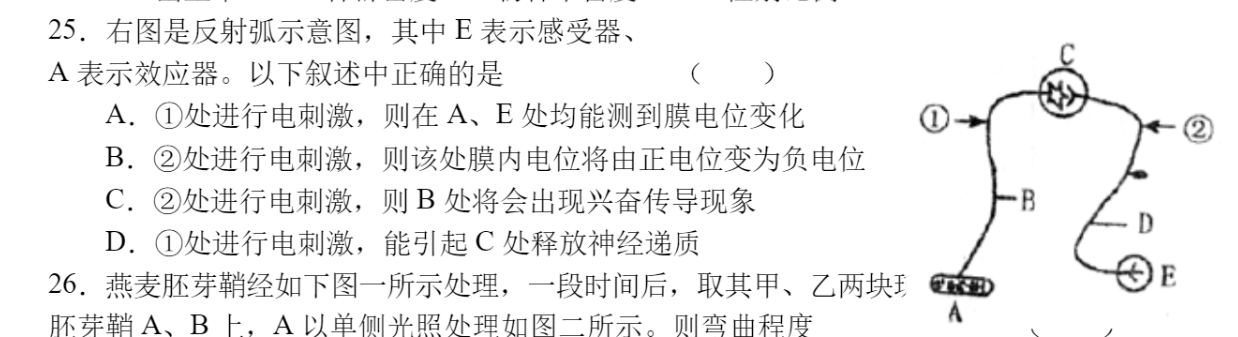 25．右图是反射弧示意图，其中 E 表示感受器、
A 表示效应器。以下叙述中正确的是 （ ）
A．①处进行电刺激，则在 A、E 处均能测到膜电位变化
B．②处进行电刺激，则该处膜内电位将由正电位变为负电位
C．②处进行电刺激，则 B 处将会出现兴奋传导现象
D．①处进行电刺激，能引起 C 处释放神经递质
C
①
②
B
D
E
A
26．燕麦胚芽鞘经如下图一所示处理，一段时间后，取其甲、乙两块
胚芽鞘 A、B 上，A 以单侧光照处理如图二所示。则弯曲程度 （ ）